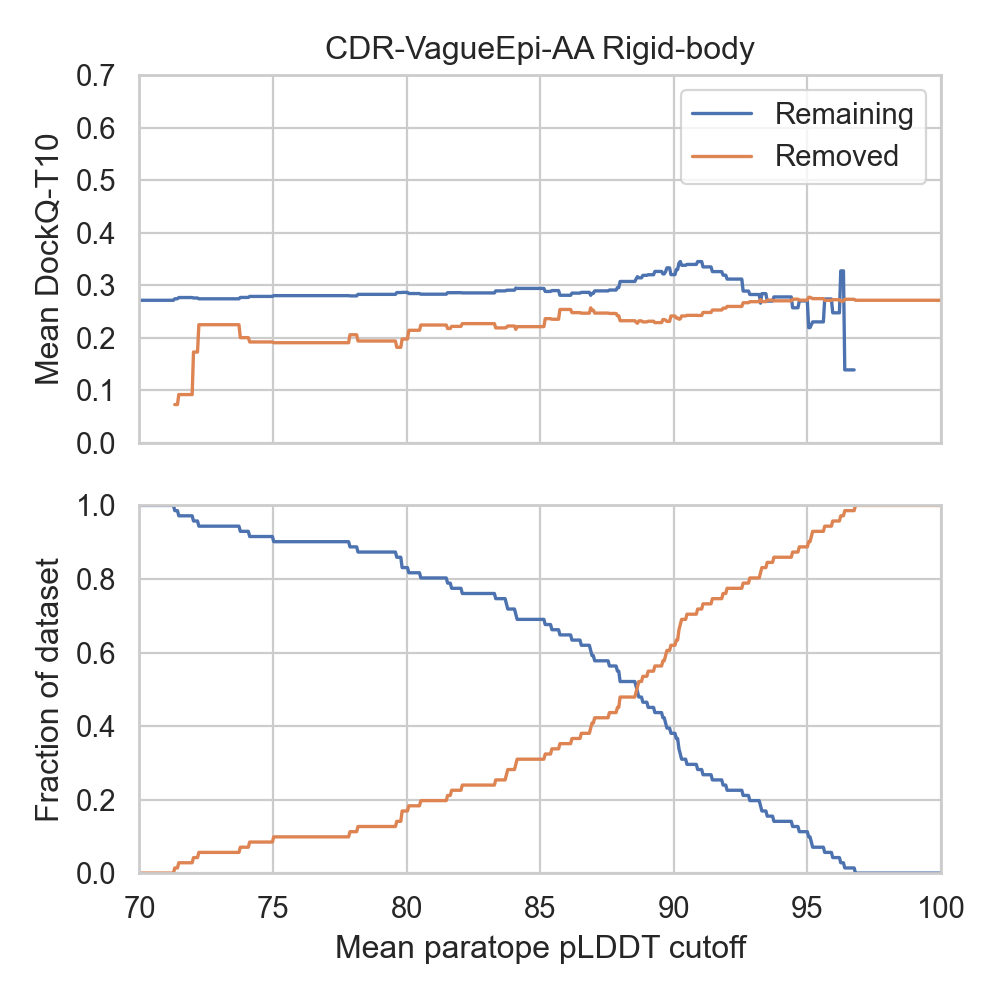 CDR-VagueEpi-AA Rigid-body
0.7
0.6
0.5
0.4
0.3
0.2
0.1
0.0
Mean DockQ-T10
Remaining
Removed
1.0
0.8
0.6
0.4
0.2
0.0
Fraction of dataset
70 75 80 85 90 95 100
Mean paratope pLDDT cutoff